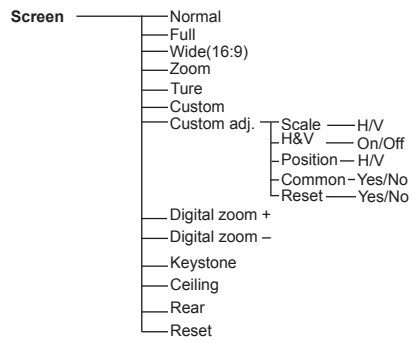 Screen Normal
Full
Wide(16:9)
Zoom
Ture
Custom
Custom adj. Scale H/V
H&V On/Off
Position H/V
Common Yes/No
Reset Yes/No
Digital zoom +
Digital zoom –
Keystone
Ceiling
Rear
Reset